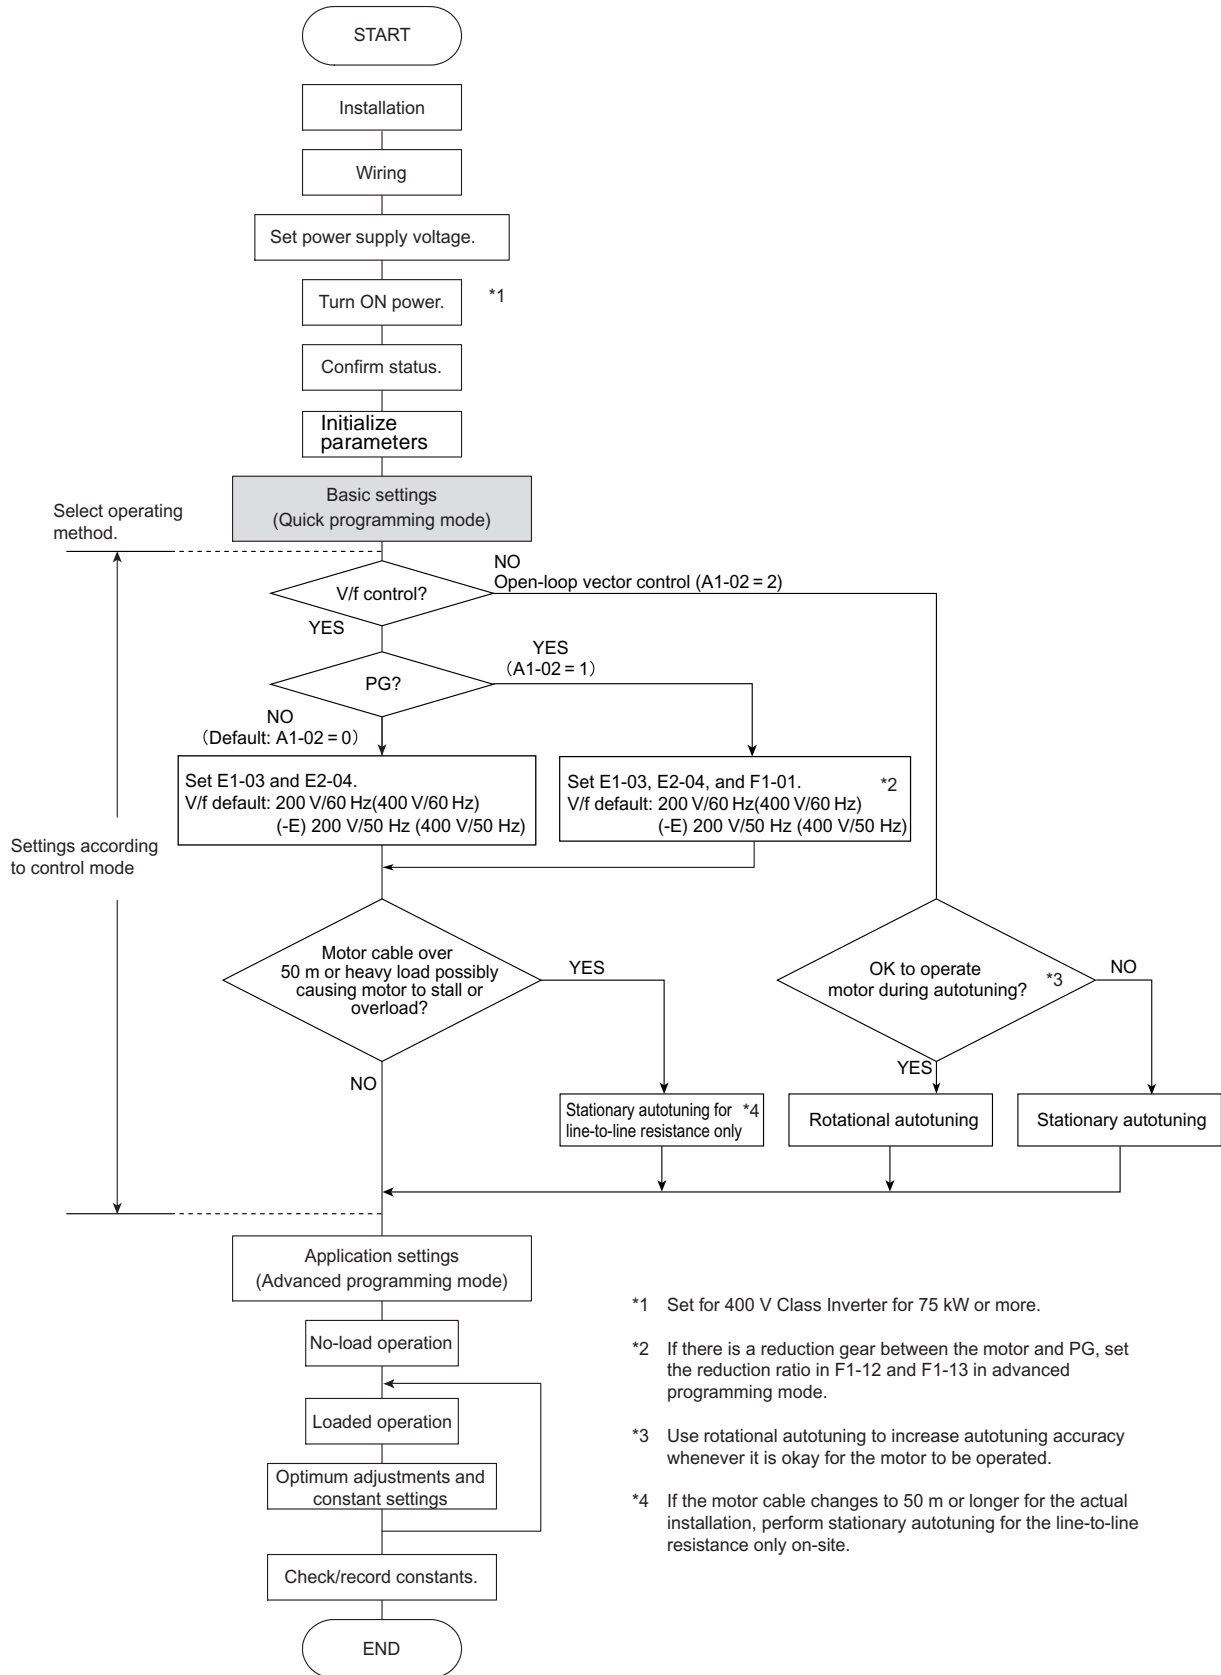 START
Installation
Wiring
Set power supply voltage.
Turn ON power.
*1
Confirm status.
Initialize
parameters
Basic settings
(Quick programming mode)
Select operating
method.
NO
Open-loop vector control (A1-02 = 2)
V/f control?
YES
YES
(A1-02 = 1)
PG?
NO
(Default: A1-02 = 0)
Set E1-03 and E2-04.
V/f default: 200 V/60 Hz(400 V/60 Hz)
(-E) 200 V/50 Hz (400 V/50 Hz)
Set E1-03, E2-04, and F1-01.
*2
V/f default: 200 V/60 Hz(400 V/60 Hz)
(-E) 200 V/50 Hz (400 V/50 Hz)
Settings according
to control mode
Motor cable over
50 m or heavy load possibly
causing motor to stall or
overload?
YES
OK to operate
motor during autotuning?
*3
NO
YES
NO
Stationary autotuning for
line-to-line resistance only
*4
Rotational autotuning
Stationary autotuning
Application settings
(Advanced programming mode)
No-load operation
Loaded operation
Optimum adjustments and
constant settings
Check/record constants.
END
*1 Set for 400 V Class Inverter for 75 kW or more.
*2 If there is a reduction gear between the motor and PG, set
the reduction ratio in F1-12 and F1-13 in advanced
programming mode.
*3 Use rotational autotuning to increase autotuning accuracy
whenever it is okay for the motor to be operated.
*4 If the motor cable changes to 50 m or longer for the actual
installation, perform stationary autotuning for the line-to-line
resistance only on-site.